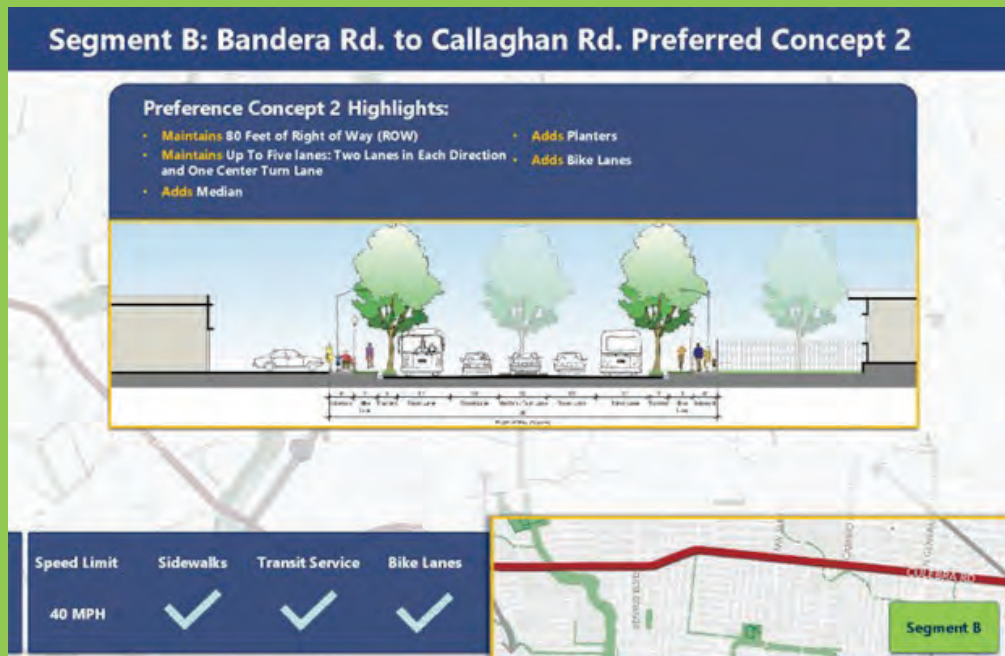 Segment B: Bandera Rd. to Callaghan Rd. Preferred Concept 2
Preference Concept 2 Highlights:
• Maintains 80 Feet of Right of Way (ROW)
• Maintains Up To Five lanes: Two Lanes in Each Direction
and One Center Turn Lane
• Adds Median
• Adds Planters
• Adds Bike Lanes
Speed Limit
40 MPH
Sidewalks
Transit Service
Bike Lanes
CULEBRA RD
Segment B